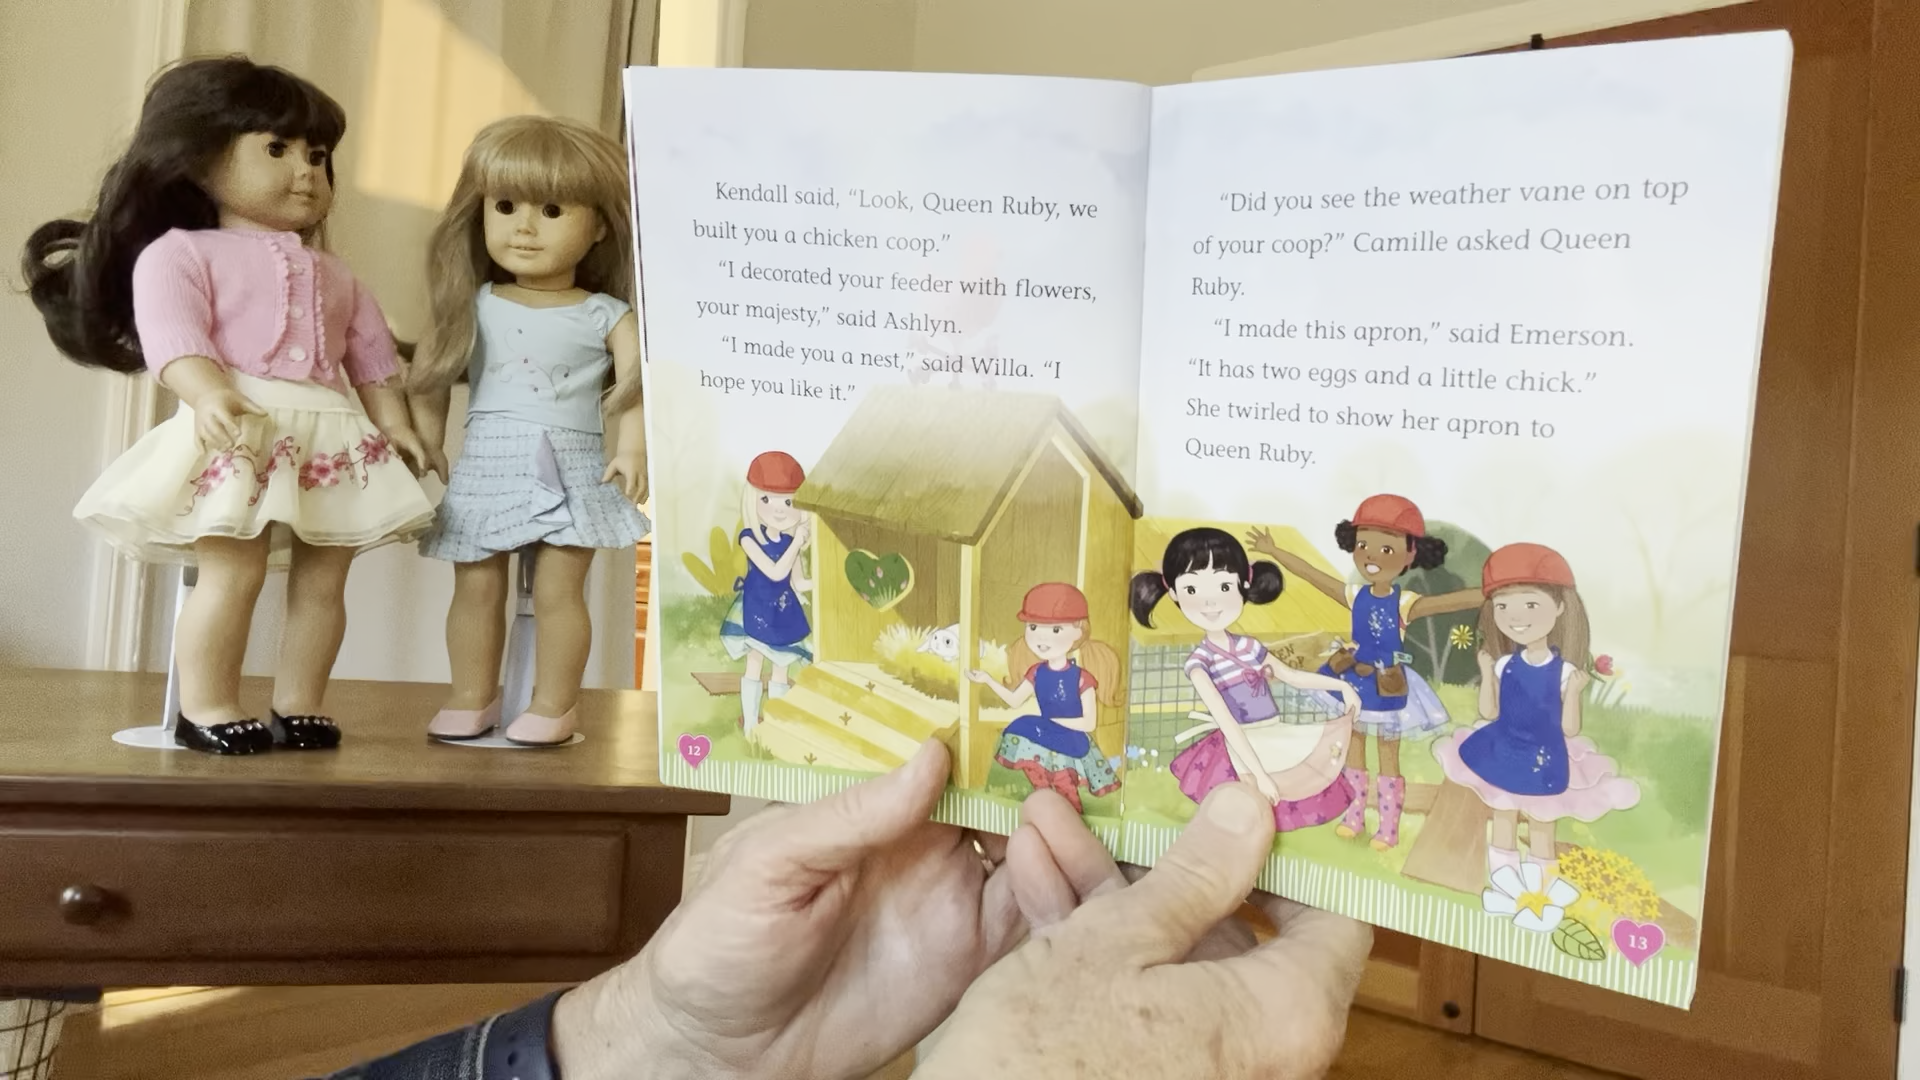 Kendall said, “Look, Queen Ruby, we
built you a chicken coop.”
“I decorated your feeder with flowers,
your majesty,” said Ashlyn.
“I made you a nest,” said Willa. “I
hope you like it.”
12
“Did you see the weather vane on top
of your coop?” Camille asked Queen
Ruby.
“I made this apron,” said Emerson.
“It has two eggs and a little chick.”
She twirled to show her apron to
Queen Ruby.
13